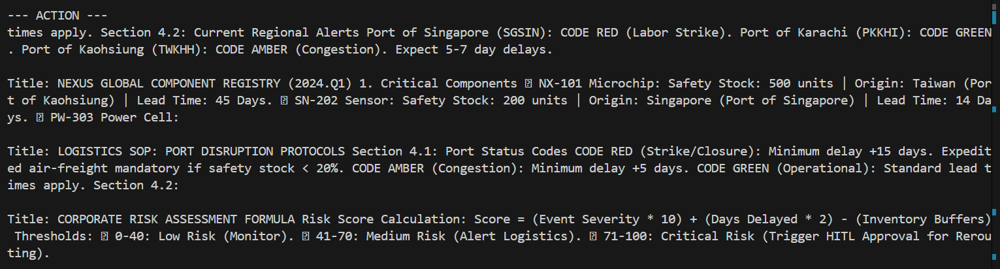 --- ACTION ---
times apply. Section 4.2: Current Regional Alerts Port of Singapore (SGSIN): CODE RED (Labor Strike). Port of Karachi (PKKHI): CODE GREEN
. Port of Kaohsiung (TWKHH): CODE AMBER (Congestion). Expect 5-7 day delays.
Title: NEXUS GLOBAL COMPONENT REGISTRY (2024.Q1) 1. Critical Components  NX-101 Microchip: Safety Stock: 500 units | Origin: Taiwan (Por
t of Kaohsiung) | Lead Time: 45 Days.  SN-202 Sensor: Safety Stock: 200 units | Origin: Singapore (Port of Singapore) | Lead Time: 14 Da
ys.  PW-303 Power Cell:
Title: LOGISTICS SOP: PORT DISRUPTION PROTOCOLS Section 4.1: Port Status Codes CODE RED (Strike/Closure): Minimum delay +15 days. Expedit
ed air-freight mandatory if safety stock < 20%. CODE AMBER (Congestion): Minimum delay +5 days. CODE GREEN (Operational): Standard lead t
imes apply. Section 4.2:
Title: CORPORATE RISK ASSESSMENT FORMULA Risk Score Calculation: Score = (Event Severity * 10) + (Days Delayed * 2) - (Inventory Buffers)
Thresholds:  0-40: Low Risk (Monitor).  41-70: Medium Risk (Alert Logistics).  71-100: Critical Risk (Trigger HITL Approval for Rerou
ting).